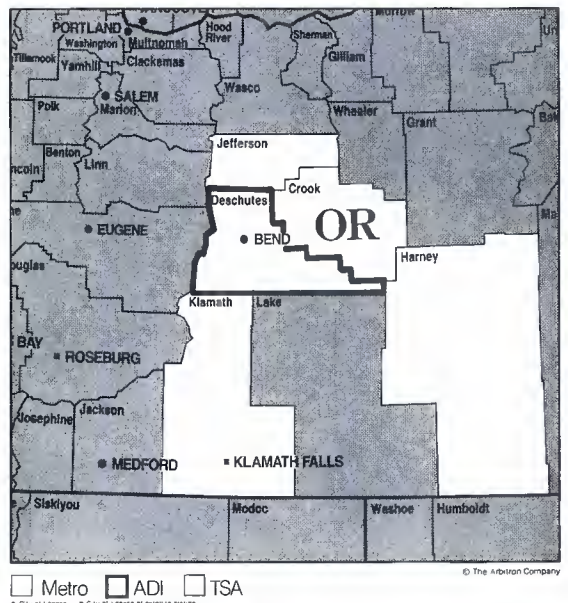 PORTLAND
Washington
Multnomah
Hood
River
Sherman
Tillamook
Yamhill
Clackamas
Gilliam
Wasco
SALEM
Marion
Polk
Wheeler
Grant
Jefferson
Benton
Linn
Crook
Deschutes
EUGENE
BEND
OR
Harney
Klamath
Lake
BAY
ROSEBURG
Josephine
Jackson
MEDFORD
KLAMATH FALLS
Siskiyou
Modoc
Washoe
Humboldt
© The Arbitron Company
Metro ADI TSA